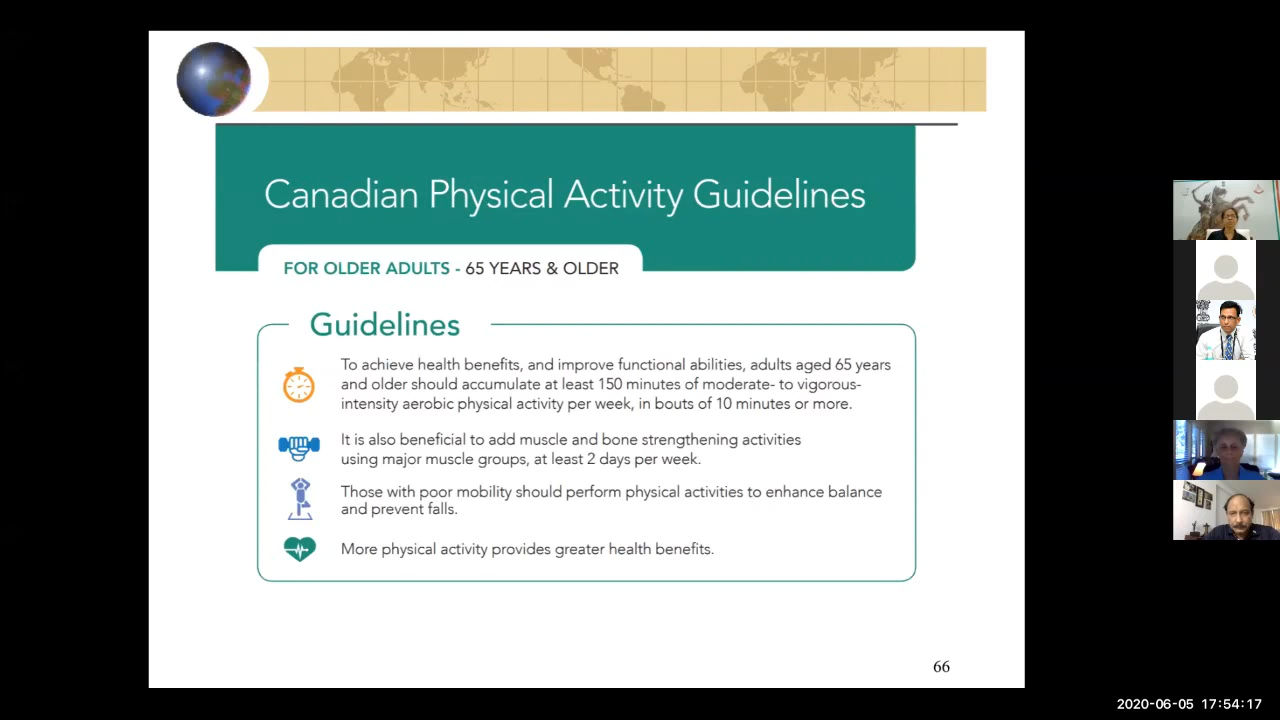 Canadian Physical Activity Guidelines
FOR OLDER ADULTS - 65 YEARS & OLDER
Guidelines
To achieve health benefits, and improve functional abilities, adults aged 65 years
and older should accumulate at least 150 minutes of moderate- to vigorous-
intensity aerobic physical activity per week, in bouts of 10 minutes or more.
It is also beneficial to add muscle and bone strengthening activities
using major muscle groups, at least 2 days per week.
Those with poor mobility should perform physical activities to enhance balance
and prevent falls.
More physical activity provides greater health benefits.
66
2020-06-05 17:54:17